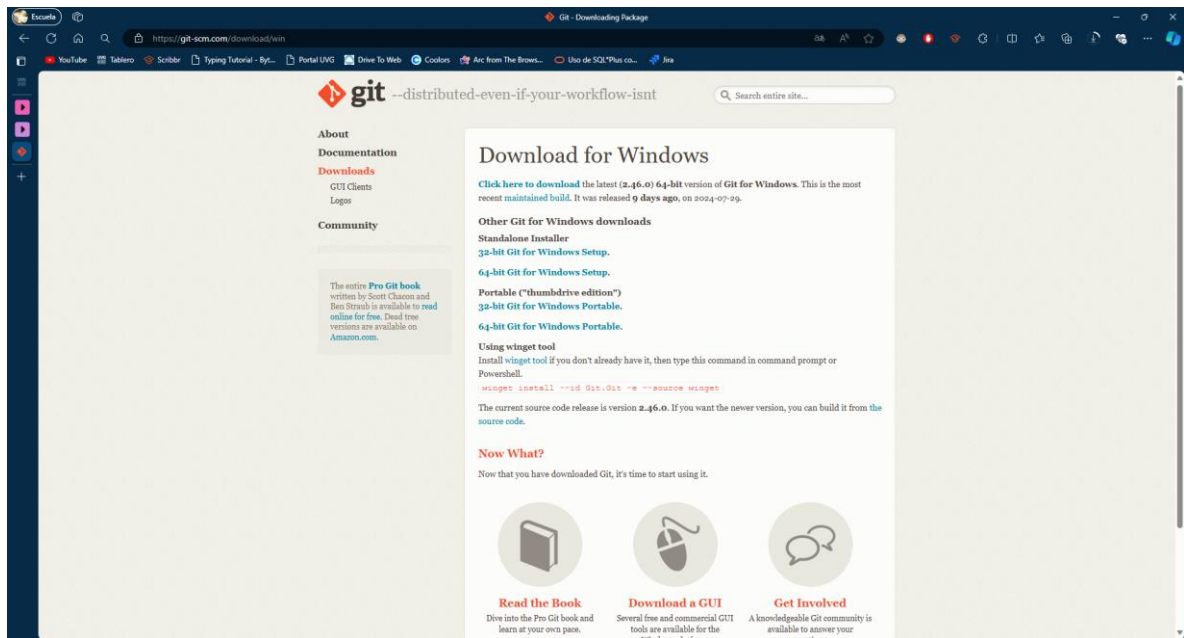 Escuela
Git - Downloading Package
https://git-scm.com/download/win
YouTube
Tablero
Scribbr
Typing Tutorial - Byt...
Portal UVG
Drive To Web
Coolors
Arc from The Brows...
Uso de SQL*Plus co...
Jira
git --distributed-even-if-your-workflow-isnt
Search entire site...
About
Documentation
Downloads
GUI Clients
Logos
Community
The entire Pro Git book
written by Scott Chacon and
Ben Straub is available to read
online for free. Dead tree
versions are available on
Amazon.com.
Download for Windows
Click here to download the latest (2.46.0) 64-bit version of Git for Windows. This is the most
recent maintained build. It was released 9 days ago, on 2024-07-29.
Other Git for Windows downloads
Standalone Installer
32-bit Git for Windows Setup.
64-bit Git for Windows Setup.
Portable ("thumbdrive edition")
32-bit Git for Windows Portable.
64-bit Git for Windows Portable.
Using winget tool
Install winget tool if you don't already have it, then type this command in command prompt or
Powershell.
winget install --id Git.Git -e --source winget
The current source code release is version 2.46.0. If you want the newer version, you can build it from the
source code.
Now What?
Now that you have downloaded Git, it's time to start using it.
Read the Book
Dive into the Pro Git book and
learn at your own pace.
Download a GUI
Several free and commercial GUI
tools are available for the
Get Involved
A knowledgeable Git community is
available to answer your